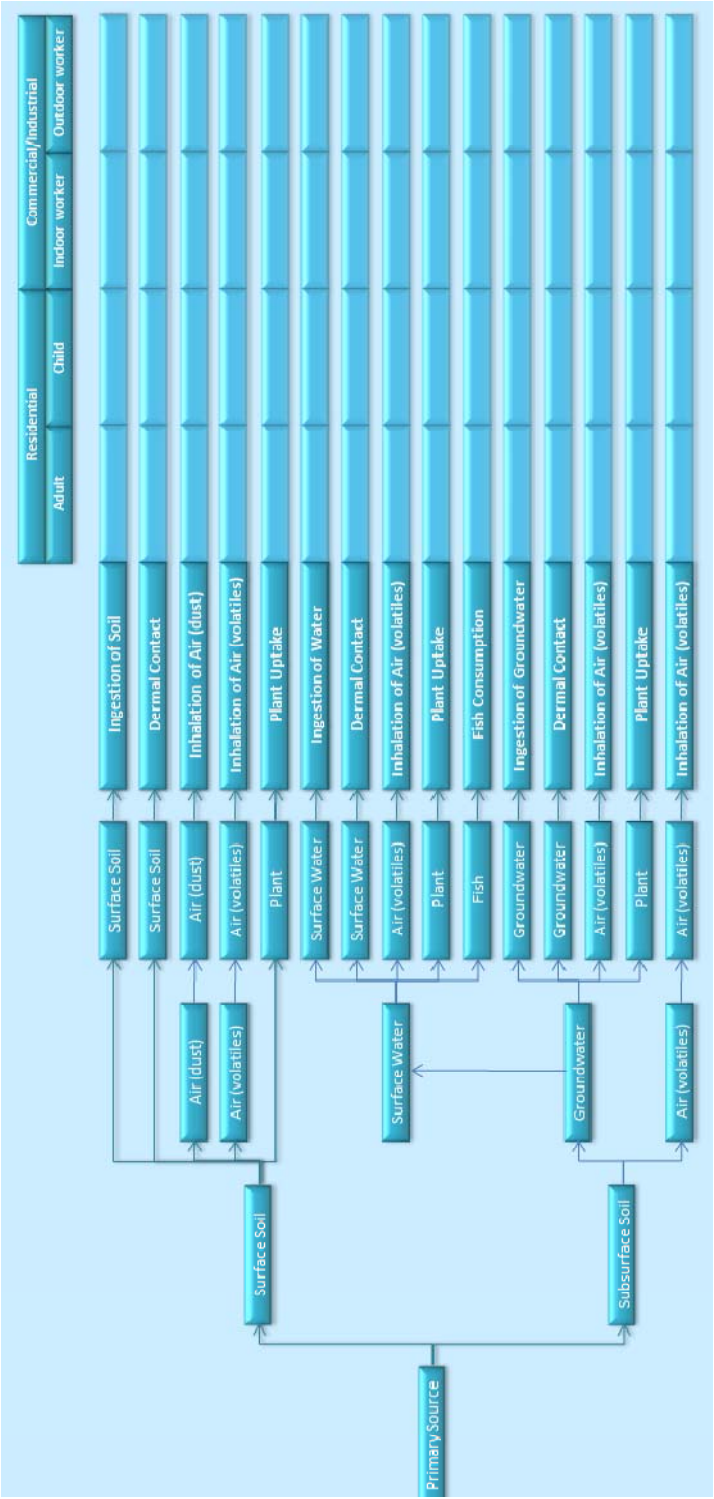 Primary Source
Surface Soil
Subsurface Soil
Air (dust)
Air (volatiles)
Surface Water
Groundwater
Air (volatiles)
Surface Soil
Surface Soil
Air (dust)
Air (volatiles)
Plant
Surface Water
Surface Water
Air (volatiles)
Plant
Fish
Groundwater
Groundwater
Air (volatiles)
Plant
Air (volatiles)
Ingestion of Soil
Dermal Contact
Inhalation of Air (dust)
Inhalation of Air (volatiles)
Plant Uptake
Ingestion of Water
Dermal Contact
Inhalation of Air (volatiles)
Plant Uptake
Fish Consumption
Ingestion of Groundwater
Dermal Contact
Inhalation of Air (volatiles)
Plant Uptake
Inhalation of Air (volatiles)
Residential
Commercial/Industrial
Adult
Child
Indoor worker
Outdoor worker